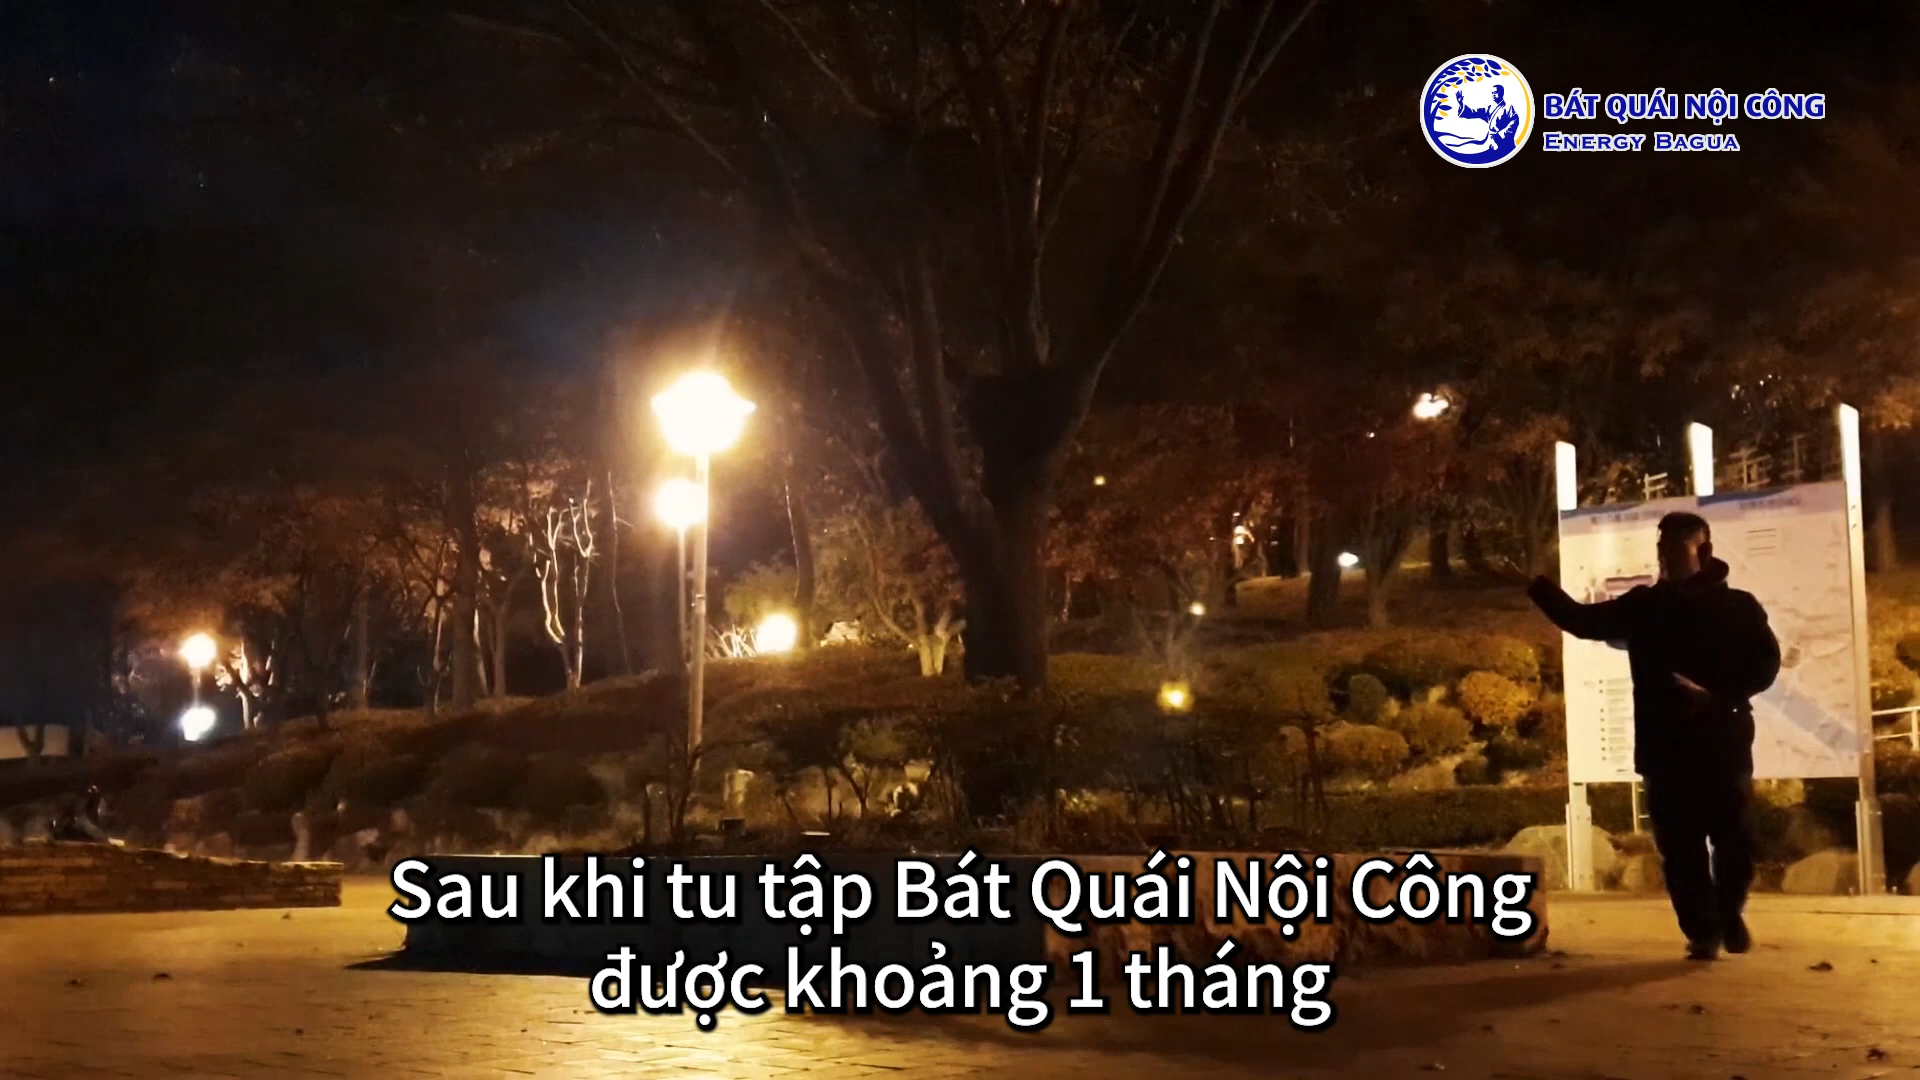 BÁT QUÁI NỘI CÔNG
ENERGY BAGUA
Sau khi tu tập Bát Quái Nội Công
được khoảng 1 tháng